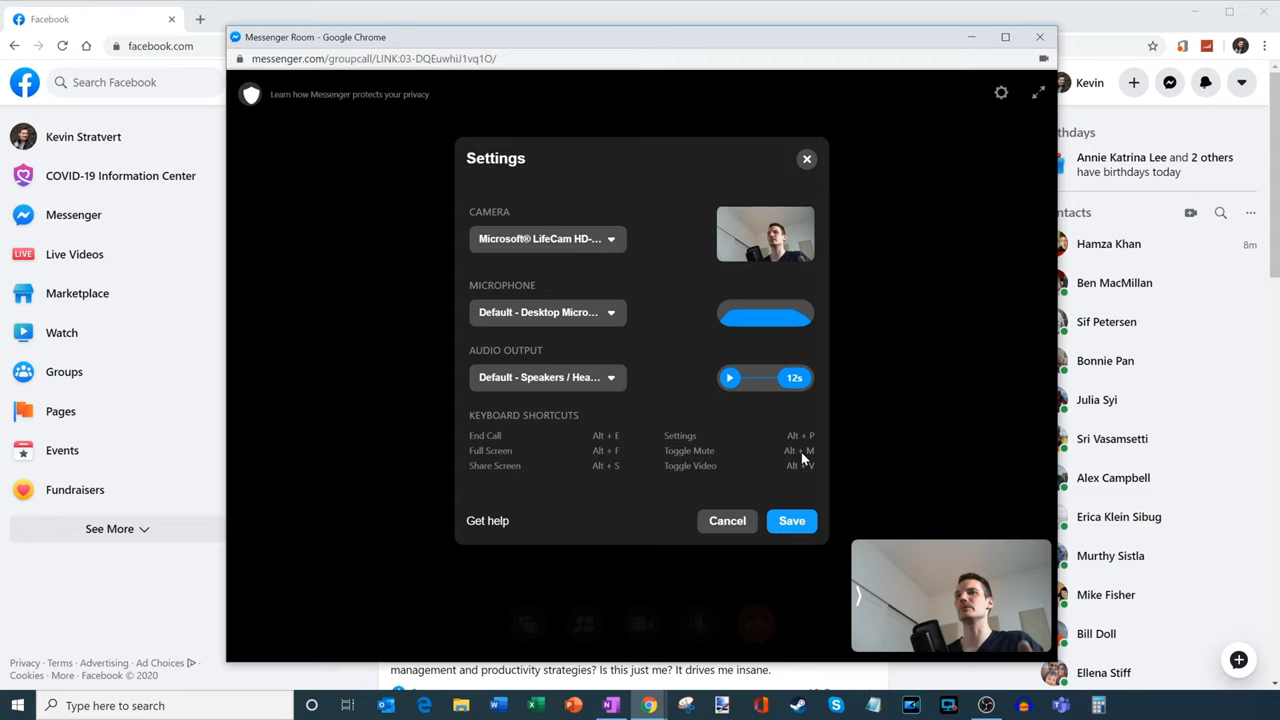 Facebook
facebook.com
Search Facebook
Kevin Stratvert
COVID-19 Information Center
Messenger
LIVE
Live Videos
Marketplace
Watch
Groups
Pages
Events
Fundraisers
See More
Privacy · Terms · Advertising · Ad Choices ·
Cookies · More · Facebook © 2020
Messenger Room - Google Chrome
Learn how Messenger protects your privacy
Settings
CAMERA
Microsoft® LifeCam HD-...
MICROPHONE
Default - Desktop Micro...
AUDIO OUTPUT
Default - Speakers / Hea...
12s
KEYBOARD SHORTCUTS
End Call Alt + E Settings Alt + P
Full Screen Alt + F Toggle Mute Alt + M
Share Screen Alt + S Toggle Video Alt + V
Get help
Cancel
Save
management and productivity strategies? Is this just me? It drives me insane.
Kevin
thdays
Annie Katrina Lee and 2 others
have birthdays today
ntacts
Hamza Khan 8m
Ben MacMillan
Sif Petersen
Bonnie Pan
Julia Syi
Sri Vasamsetti
Alex Campbell
Erica Klein Sibug
Murthy Sistla
Mike Fisher
Bill Doll
Ellena Stiff
Type here to search